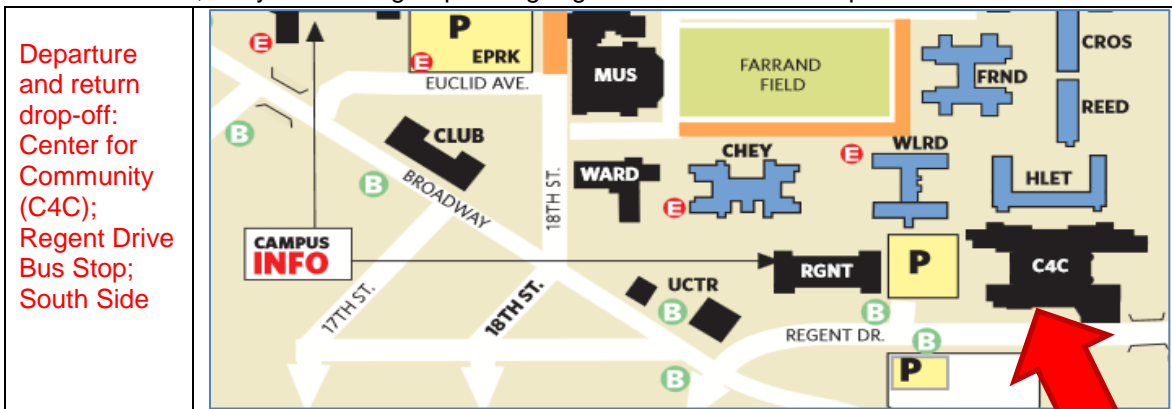 Departure
and return
drop-off:
Center for
Community
(C4C);
Regent Drive
Bus Stop;
South Side
P
EPRK
E
E
EUCLID AVE.
MUS
FARRAND
FIELD
FRND
CROS
REED
B
CLUB
B
BROADWAY
18TH ST.
WARD
E
CHEY
E
WLRD
HLET
CAMPUS
INFO
RGNT
P
C4C
17TH ST.
18TH ST.
UCTR
B
B
REGENT DR.
B
B
P